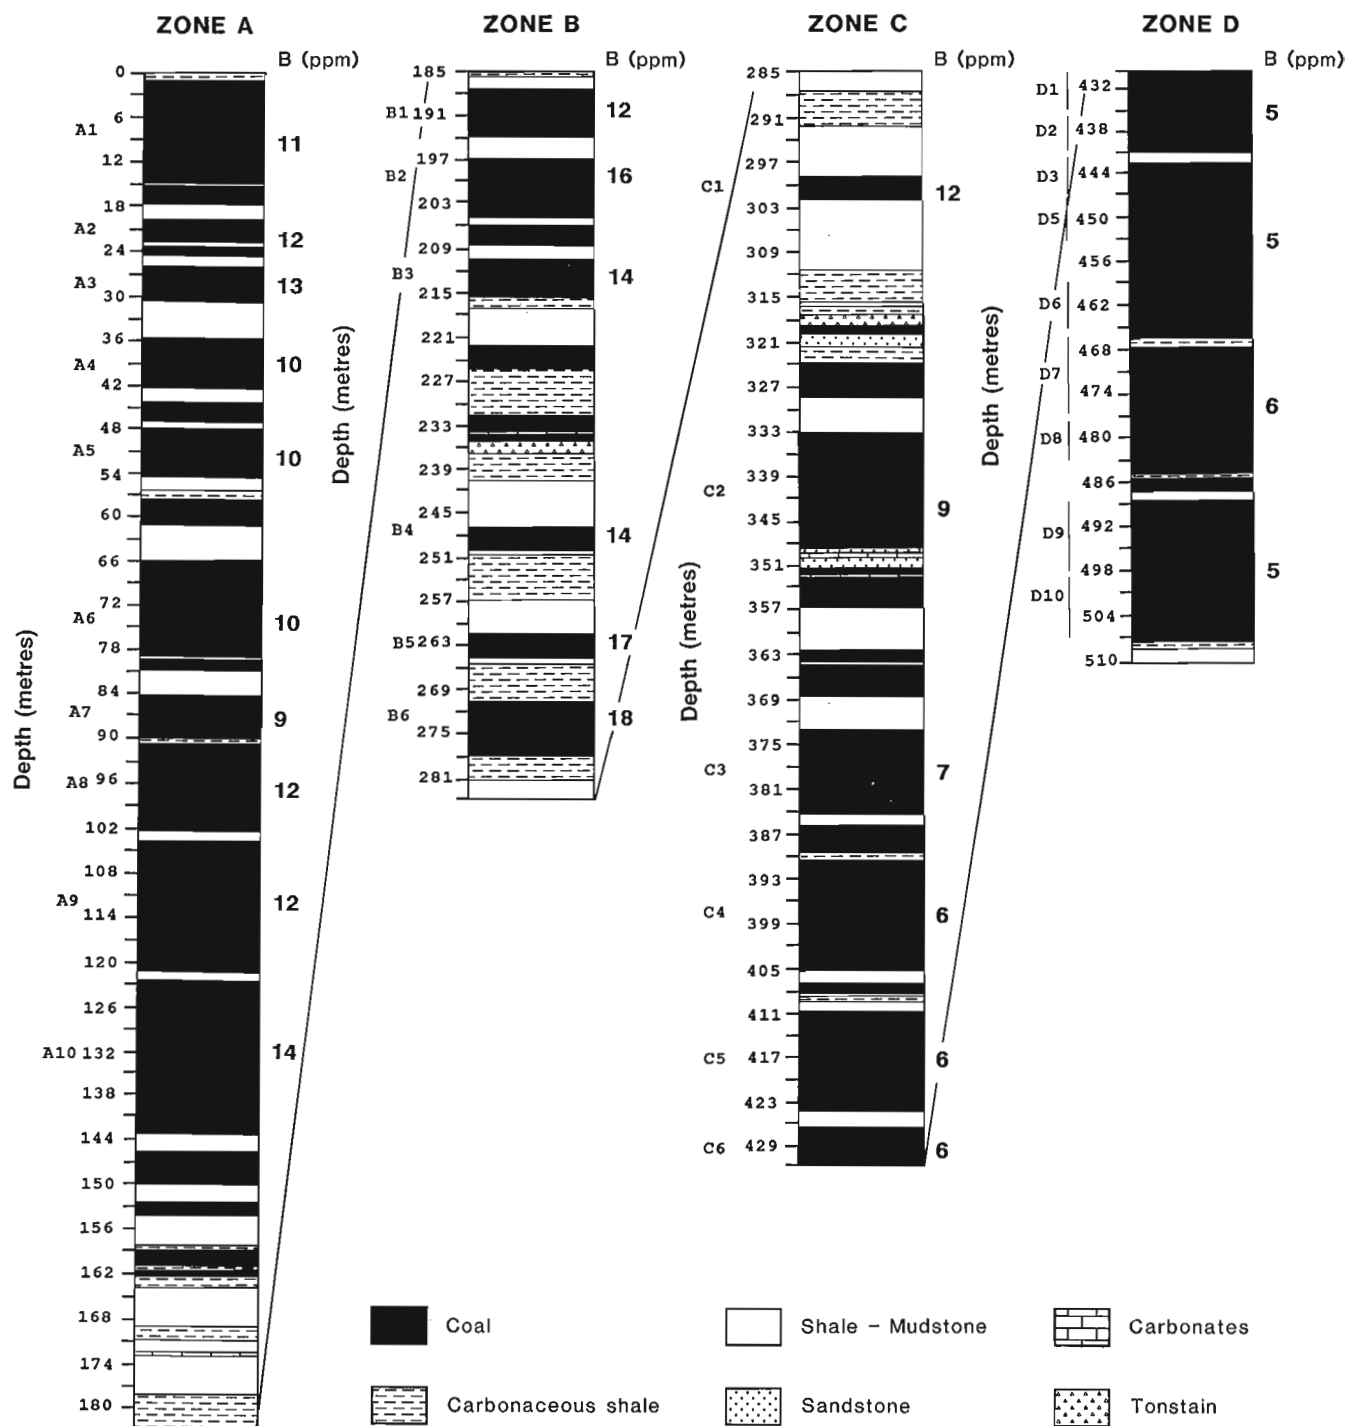 ZONE A
ZONE B
ZONE C
ZONE D
B (ppm)
B (ppm)
B (ppm)
B (ppm)
Depth (metres)
0
6
12
18
24
30
36
42
48
54
60
66
72
78
84
90
96
102
108
114
120
126
132
138
144
150
156
162
168
174
180
A1
A2
A3
A4
A5
A6
A7
A8
A9
A10
11
12
13
10
10
10
9
12
12
14
Depth (metres)
185
191
197
203
209
215
221
227
233
239
245
251
257
263
269
275
281
B1
B2
B3
B4
B5
B6
12
16
14
14
17
18
Depth (metres)
285
291
297
303
309
315
321
327
333
339
345
351
357
363
369
375
381
387
393
399
405
411
417
423
429
C1
C2
C3
C4
C5
C6
12
9
7
6
6
6
Depth (metres)
432
438
444
450
456
462
468
474
480
486
492
498
504
510
D1
D2
D3
D5
D6
D7
D8
D9
D10
5
5
6
5
Coal
Shale - Mudstone
Carbonates
Carbonaceous shale
Sandstone
Tonstain